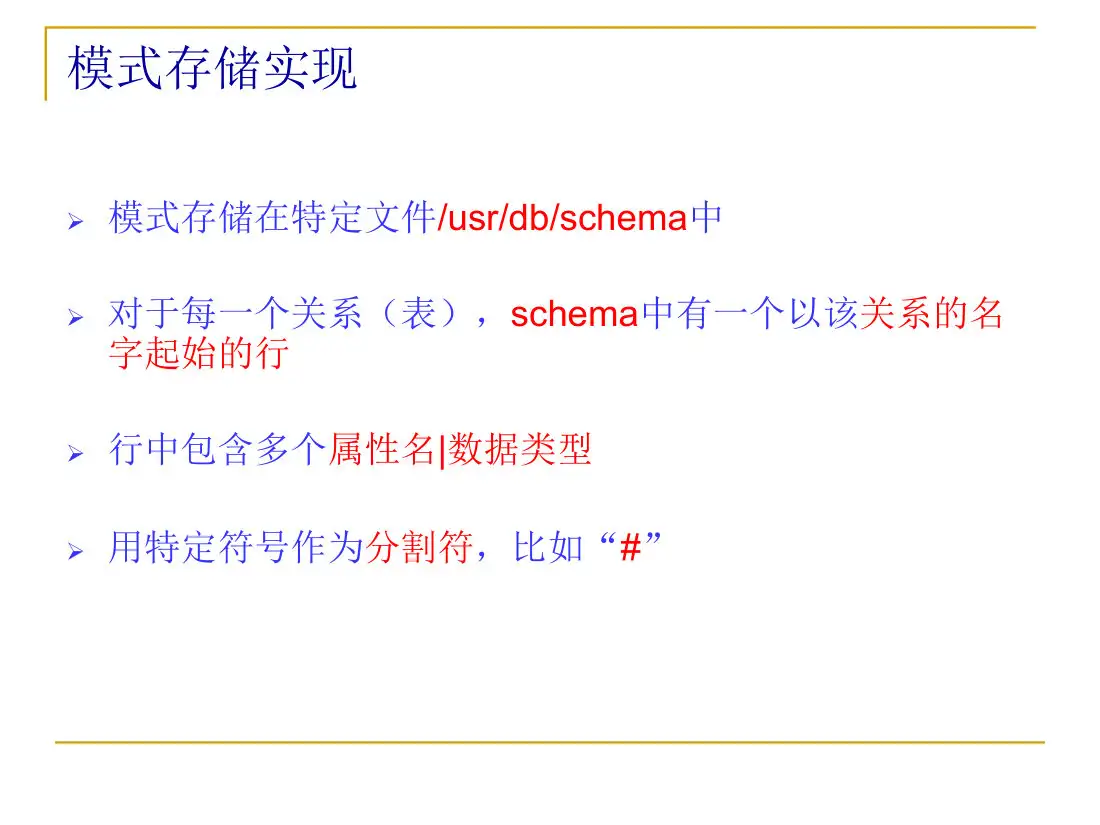 模式存储实现
模式存储在特定文件/usr/db/schema中
对于每一个关系（表），schema中有一个以该关系的名
字起始的行
行中包含多个属性名|数据类型
用特定符号作为分割符，比如“#”